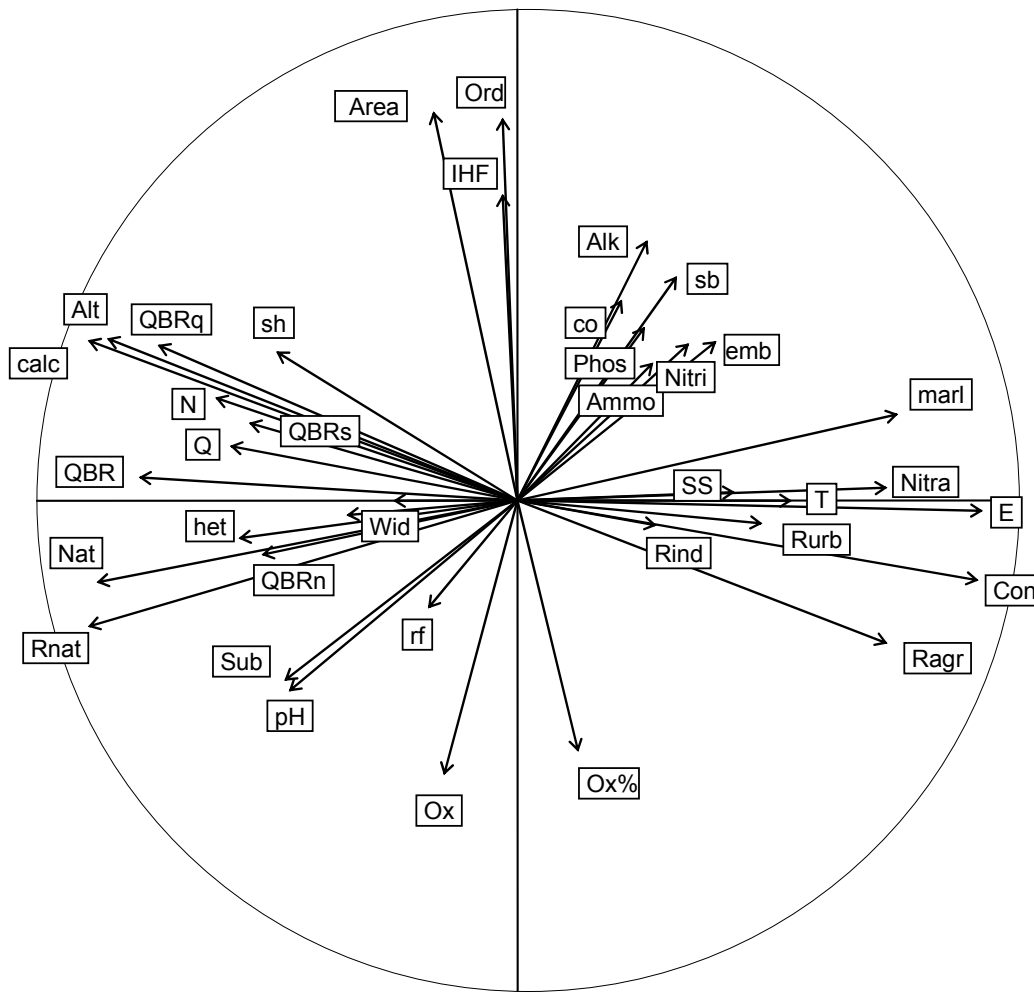 Ord
Area
IHF
Alk
sb
Alt
QBRq
sh
co
emb
calc
Phos
Nitri
N
Ammo
marl
QBRs
Q
QBR
SS
Nitra
T
E
het
Wid
Nat
Rurb
Rind
QBRn
Con
Rnat
rf
Sub
Ragr
pH
Ox%
Ox